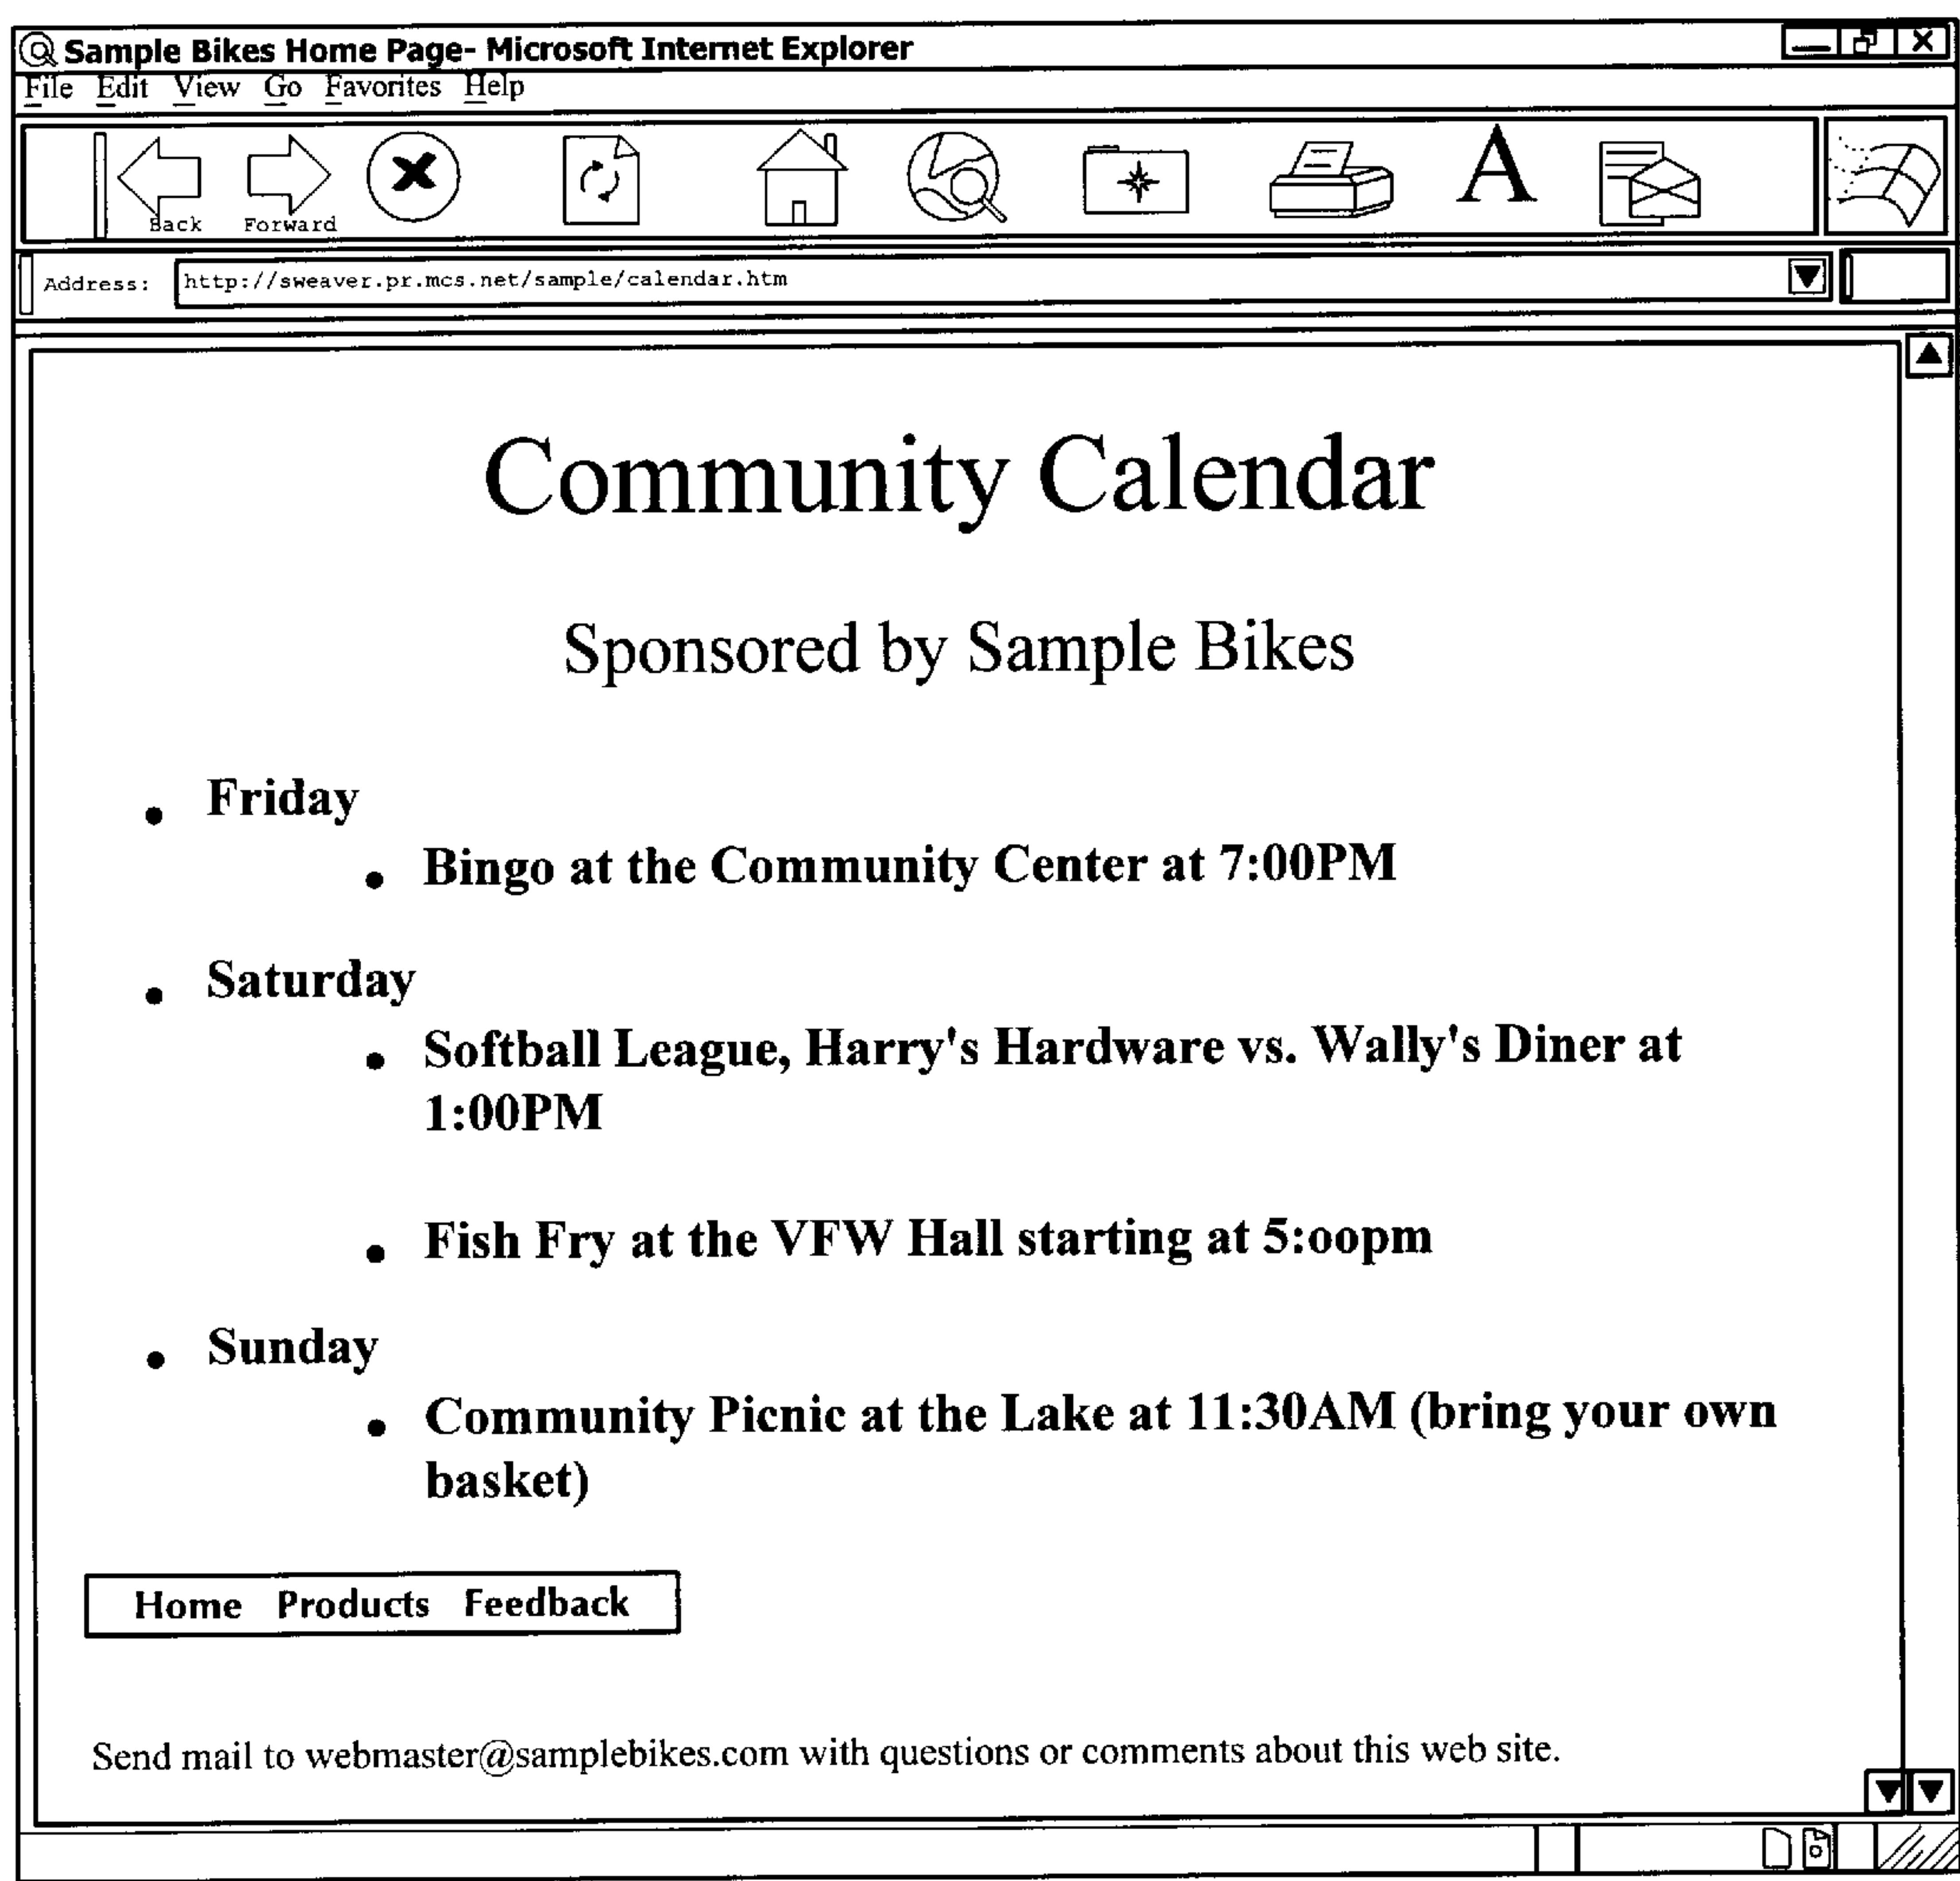 Sample Bikes Home Page- Microsoft Internet Explorer
File Edit View Go Favorites Help
A
Back Forward
Address: http://sweaver.pr.mcs.net/sample/calendar.htm
Community Calendar
Sponsored by Sample Bikes
• Friday
• Bingo at the Community Center at 7:00PM
• Saturday
• Softball League, Harry's Hardware vs. Wally's Diner at
1:00PM
• Fish Fry at the VFW Hall starting at 5:oopm
• Sunday
• Community Picnic at the Lake at 11:30AM (bring your own
basket)
Home Products Feedback
Send mail to webmaster@samplebikes.com with questions or comments about this web site.